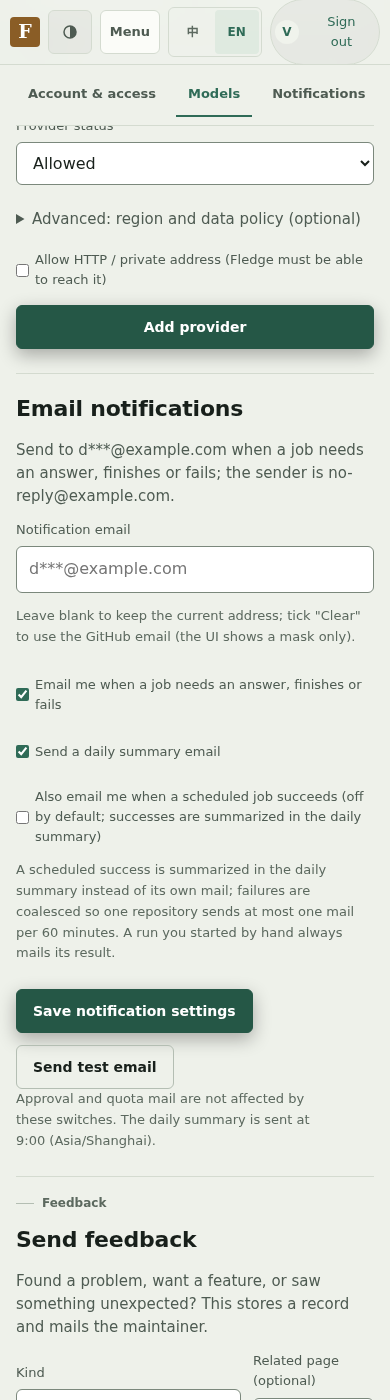 F
Menu
中
EN
V
Sign
out
Account & access
Models
Notifications
Provider status
Allowed
Advanced: region and data policy (optional)
Allow HTTP / private address (Fledge must be able
to reach it)
Add provider
Email notifications
Send to d***@example.com when a job needs
an answer, finishes or fails; the sender is no-
reply@example.com.
Notification email
d***@example.com
Leave blank to keep the current address; tick "Clear"
to use the GitHub email (the UI shows a mask only).
Email me when a job needs an answer, finishes or
fails
Send a daily summary email
Also email me when a scheduled job succeeds (off
by default; successes are summarized in the daily
summary)
A scheduled success is summarized in the daily
summary instead of its own mail; failures are
coalesced so one repository sends at most one mail
per 60 minutes. A run you started by hand always
mails its result.
Save notification settings
Send test email
Approval and quota mail are not affected by
these switches. The daily summary is sent at
9:00 (Asia/Shanghai).
Feedback
Send feedback
Found a problem, want a feature, or saw
something unexpected? This stores a record
and mails the maintainer.
Kind
Related page
(optional)